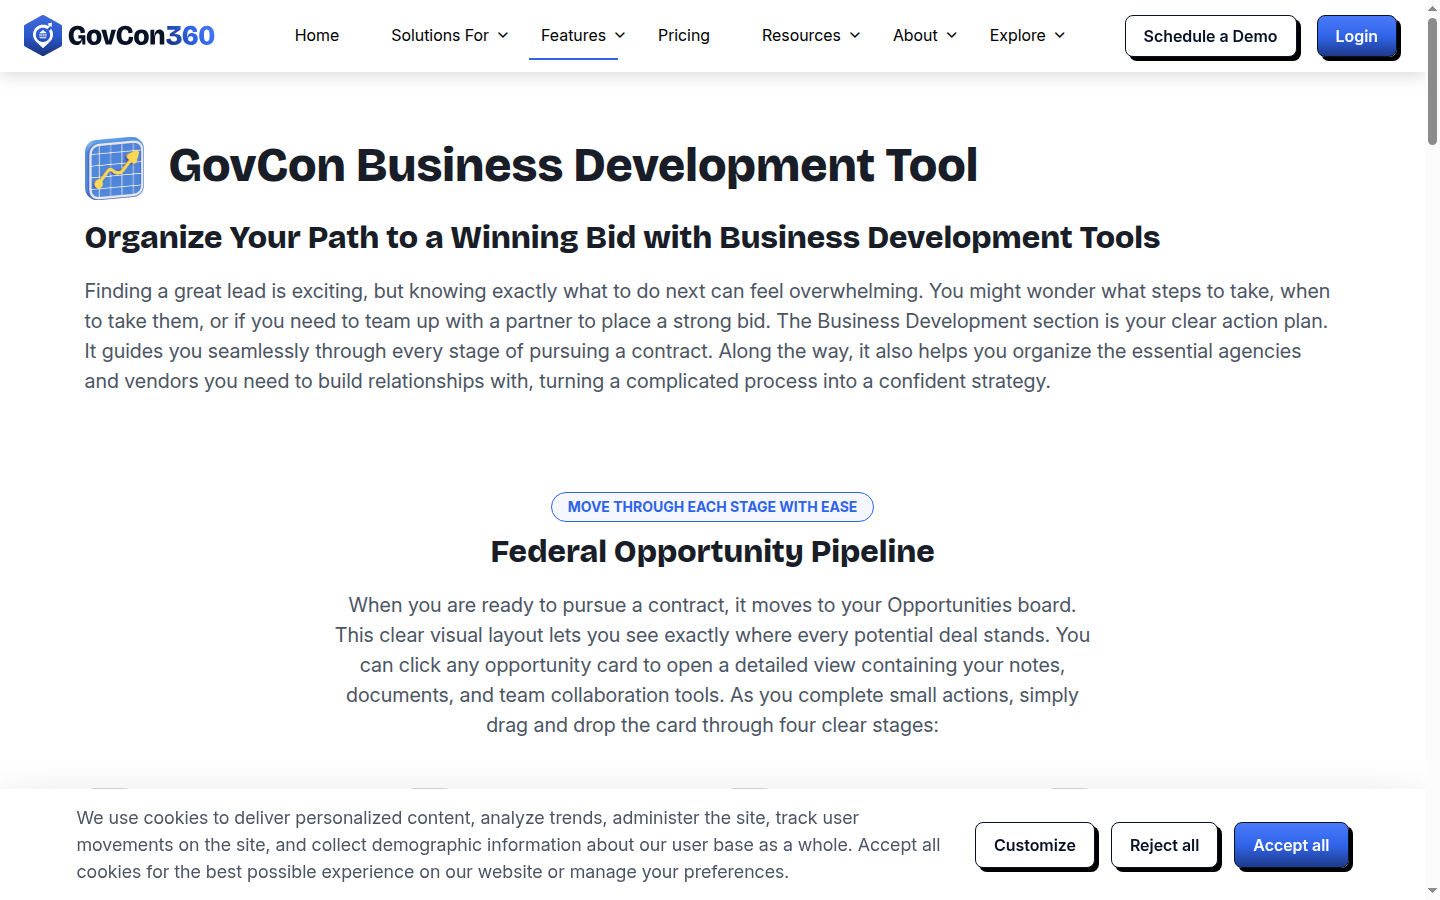 GovCon360
Home
Solutions For
Features
Pricing
Resources
About
Explore
Schedule a Demo
Login
GovCon Business Development Tool
Organize Your Path to a Winning Bid with Business Development Tools
Finding a great lead is exciting, but knowing exactly what to do next can feel overwhelming. You might wonder what steps to take, when
to take them, or if you need to team up with a partner to place a strong bid. The Business Development section is your clear action plan.
It guides you seamlessly through every stage of pursuing a contract. Along the way, it also helps you organize the essential agencies
and vendors you need to build relationships with, turning a complicated process into a confident strategy.
MOVE THROUGH EACH STAGE WITH EASE
Federal Opportunity Pipeline
When you are ready to pursue a contract, it moves to your Opportunities board.
This clear visual layout lets you see exactly where every potential deal stands. You
can click any opportunity card to open a detailed view containing your notes,
documents, and team collaboration tools. As you complete small actions, simply
drag and drop the card through four clear stages:
We use cookies to deliver personalized content, analyze trends, administer the site, track user
movements on the site, and collect demographic information about our user base as a whole. Accept all
cookies for the best possible experience on our website or manage your preferences.
Customize
Reject all
Accept all